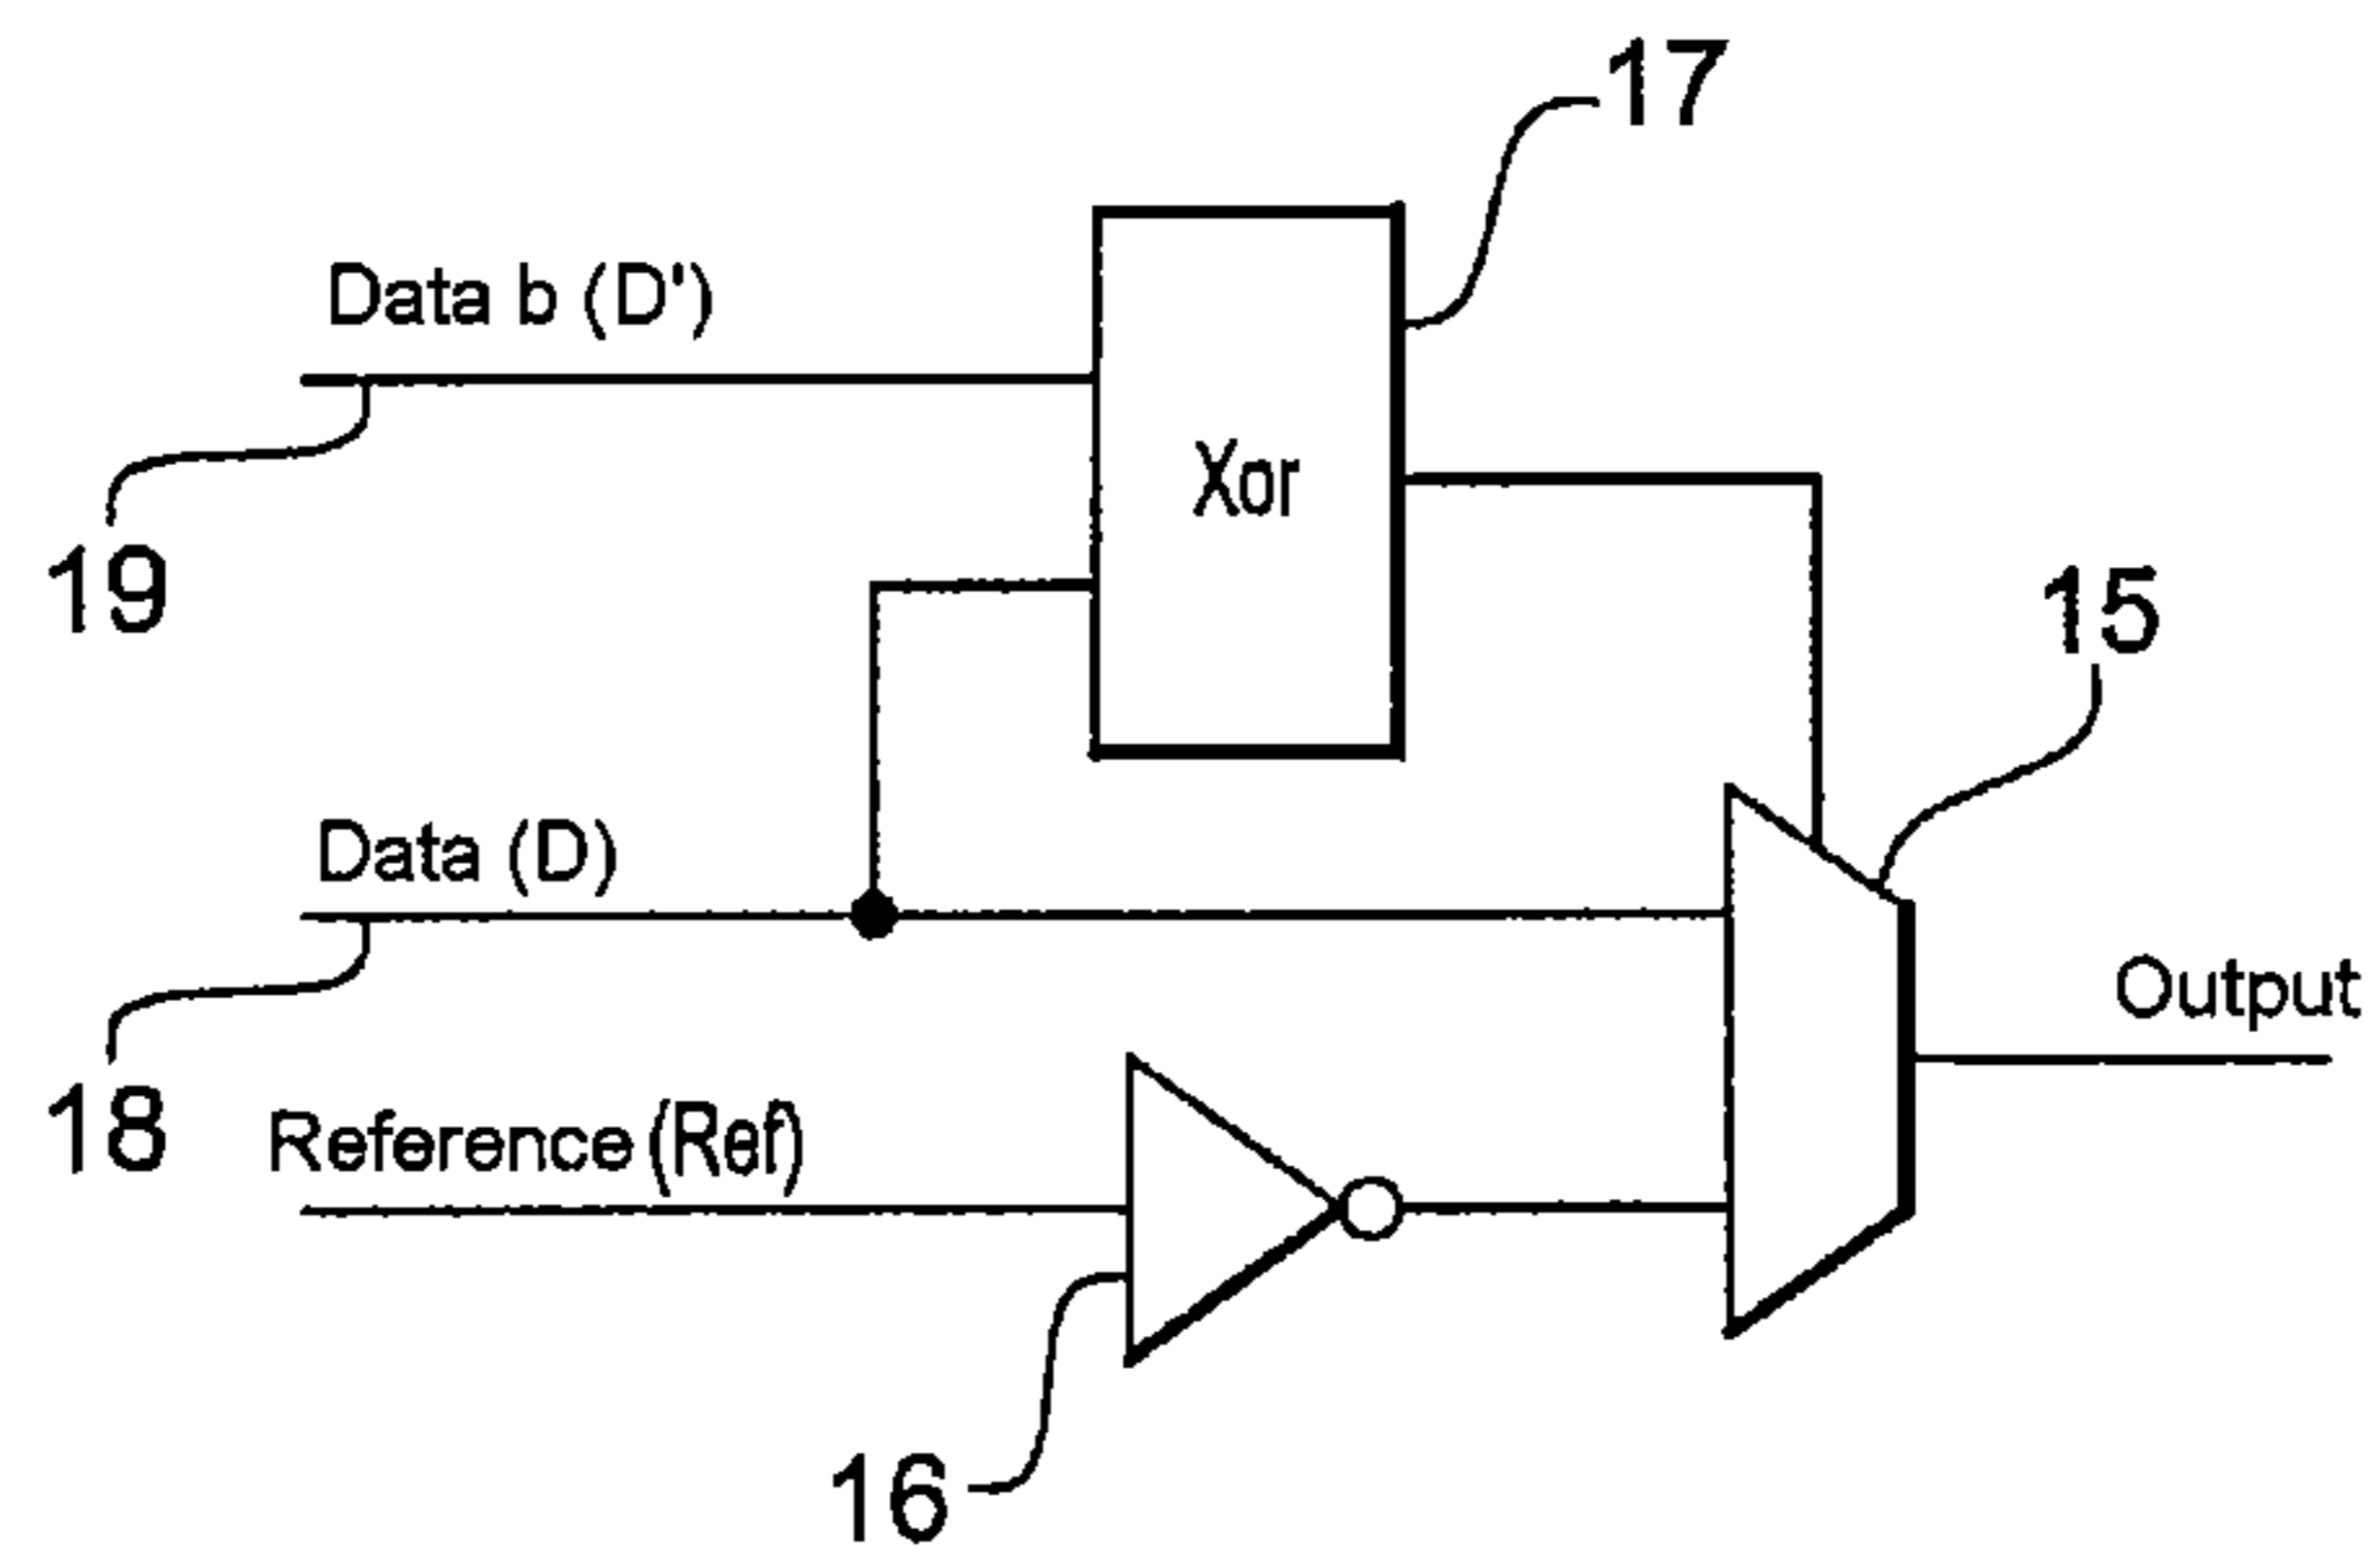 17
Data b (D')
Xor
19
15
Data (D)
Output
18
Reference (Ref)
16